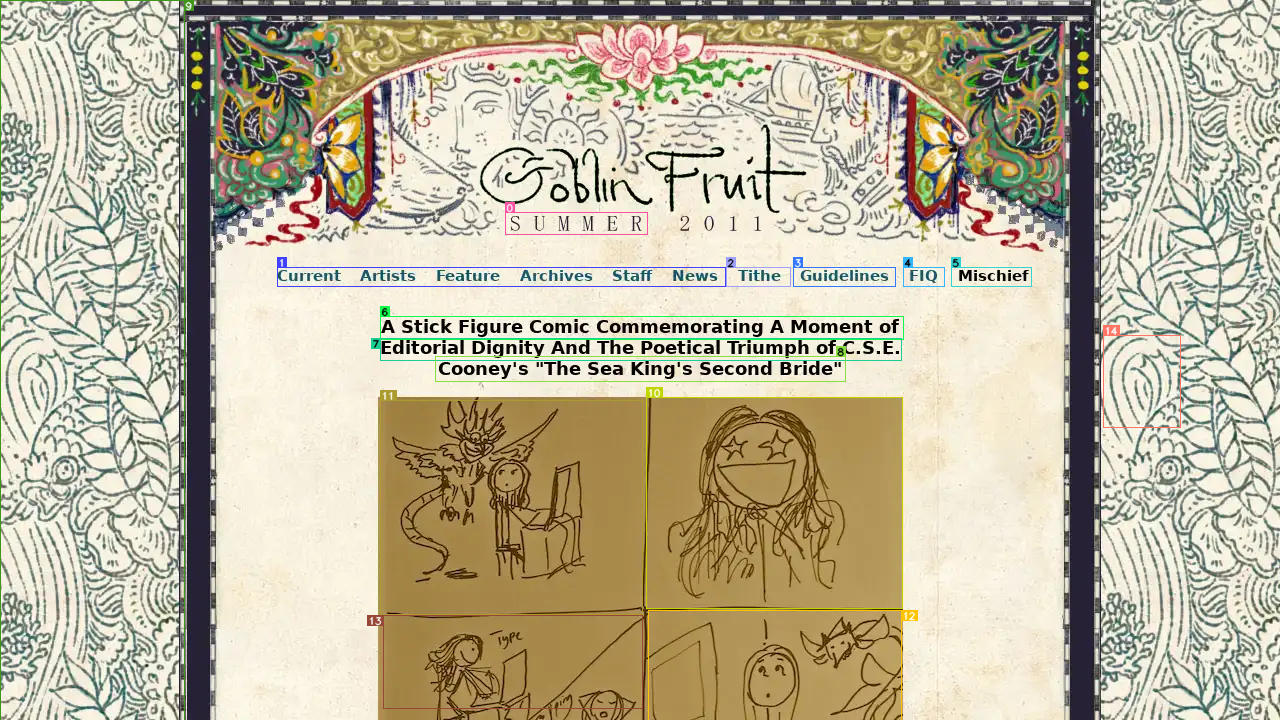 Goblin Fruit
SUMMER 2011
Current Artists Feature Archives Staff News Tithe Guidelines FIQ Mischief
A Stick Figure Comic Commemorating A Moment of
Editorial Dignity And The Poetical Triumph of C.S.E.
Cooney's "The Sea King's Second Bride"
Type